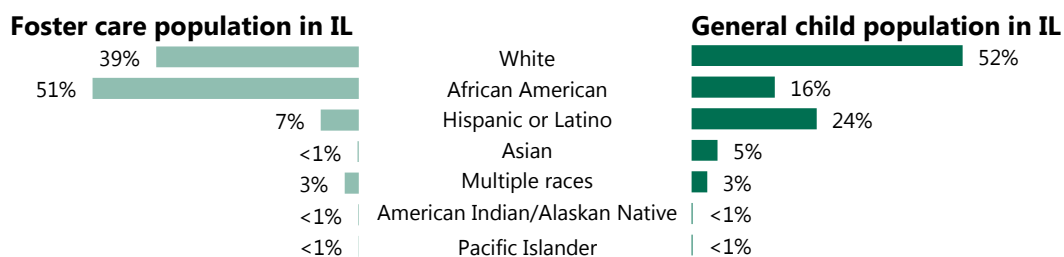 Foster care population in IL General child population in IL
39% White 52%
51% African American 16%
7% Hispanic or Latino 24%
<1% Asian 5%
3% Multiple races 3%
<1% American Indian/Alaskan Native <1%
<1% Pacific Islander <1%